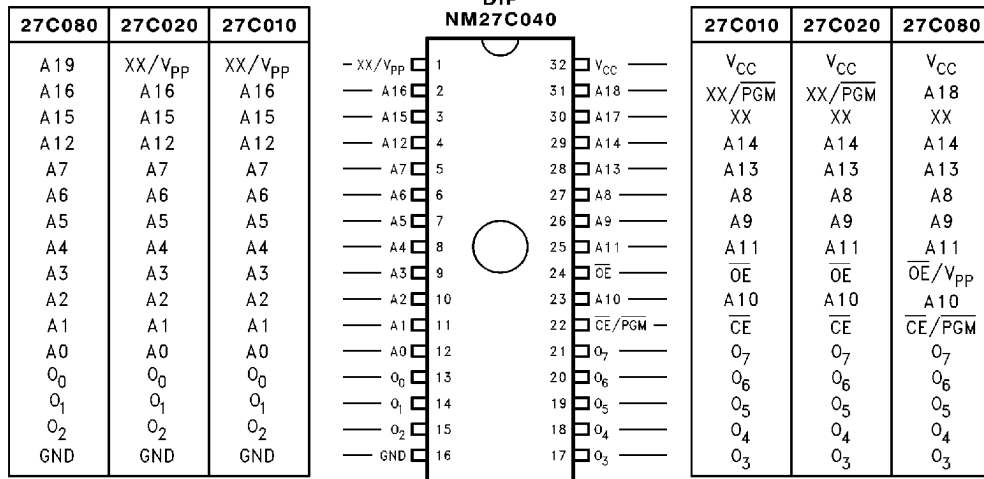 DIP
NM27C040
27C080 27C020 27C010
A19 XX/VPP XX/VPP
A16 A16 A16
A15 A15 A15
A12 A12 A12
A7 A7 A7
A6 A6 A6
A5 A5 A5
A4 A4 A4
A3 A3 A3
A2 A2 A2
A1 A1 A1
A0 A0 A0
O0 O0 O0
O1 O1 O1
O2 O2 O2
GND GND GND
XX/VPP 1 32 VCC
A16 2 31 A18
A15 3 30 A17
A12 4 29 A14
A7 5 28 A13
A6 6 27 A8
A5 7 26 A9
A4 8 25 A11
A3 9 24 OE
A2 10 23 A10
A1 11 22 CE/PGM
A0 12 21 O7
O0 13 20 O6
O1 14 19 O5
O2 15 18 O4
GND 16 17 O3
27C010 27C020 27C080
VCC VCC VCC
XX/PGM XX/PGM A18
XX XX XX
A14 A14 A14
A13 A13 A13
A8 A8 A8
A9 A9 A9
A11 A11 A11
OE OE OE/VPP
A10 A10 A10
CE CE CE/PGM
O7 O7 O7
O6 O6 O6
O5 O5 O5
O4 O4 O4
O3 O3 O3